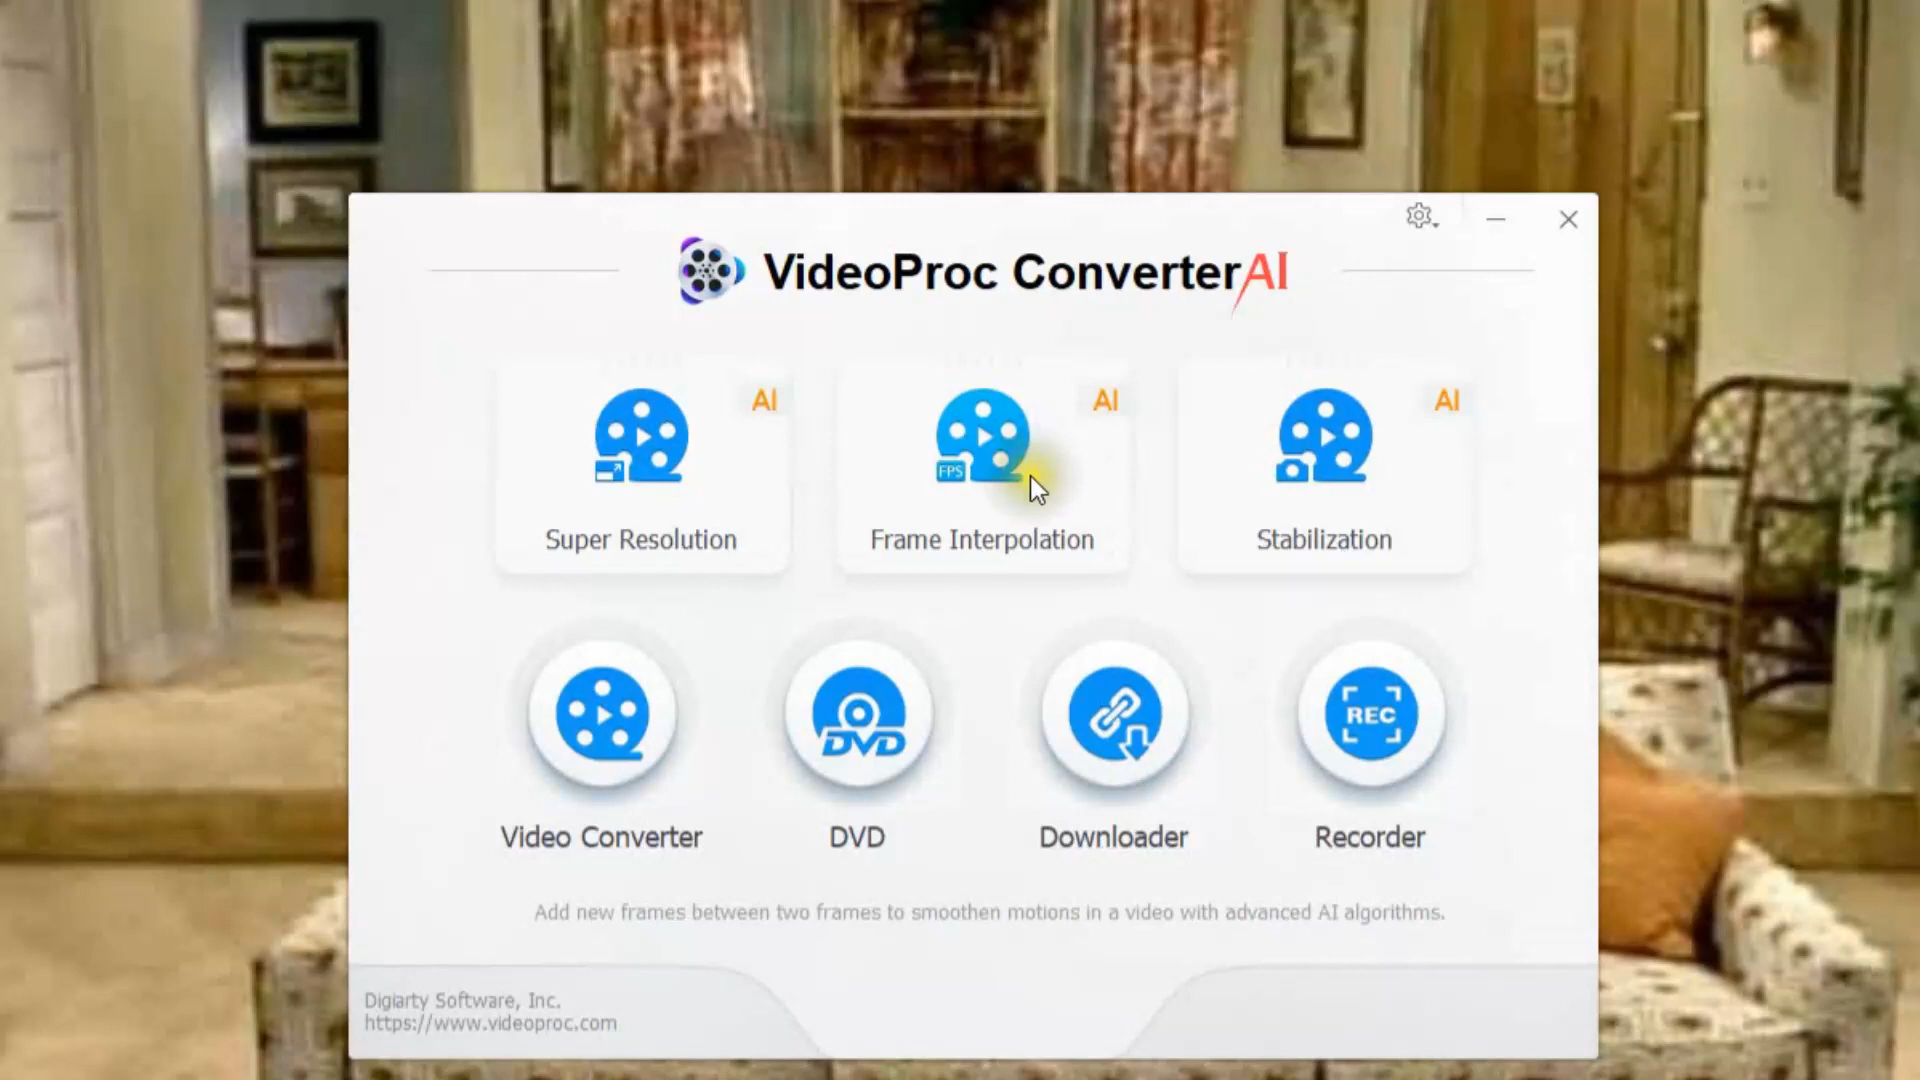 VideoProc ConverterAI
AI
AI
AI
FPS
Super Resolution
Frame Interpolation
Stabilization
DVD
REC
Video Converter
DVD
Downloader
Recorder
Add new frames between two frames to smoothen motions in a video with advanced AI algorithms.
Digiarty Software, Inc.
https://www.videoproc.com